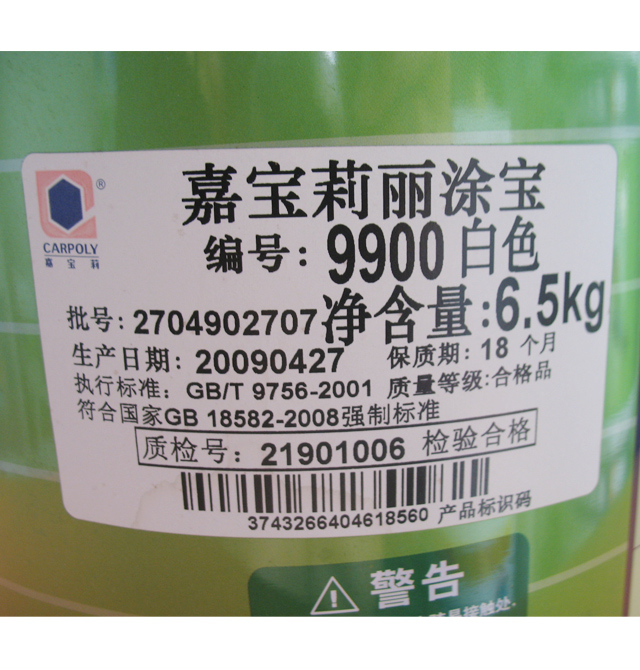 嘉宝莉丽涂宝
®
CARPOLY
嘉宝莉
编号: 9900 白色
批号: 2704902707 净含量: 6.5kg
生产日期: 20090427 保质期: 18 个月
执行标准: GB/T 9756-2001 质量等级: 合格品
符合国家GB 18582-2008强制标准
质检号: 21901006 检验合格
3743266404618560 产品标识码
警告
易接触处.